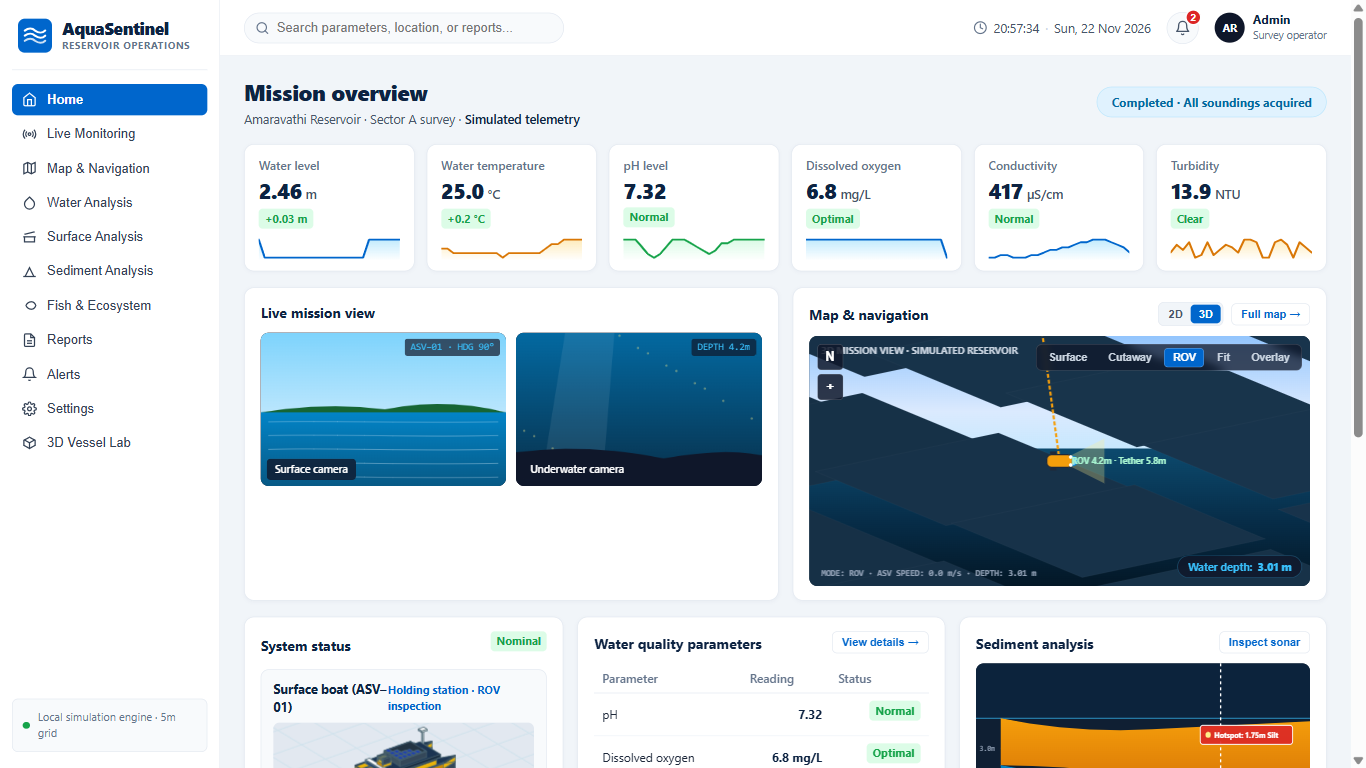 AquaSentinel
RESERVOIR OPERATIONS
Home
Live Monitoring
Map & Navigation
Water Analysis
Surface Analysis
Sediment Analysis
Fish & Ecosystem
Reports
Alerts
Settings
3D Vessel Lab
Local simulation engine · 5m
grid
Search parameters, location, or reports...
20:57:34 · Sun, 22 Nov 2026
2
AR
Admin
Survey operator
Mission overview
Amaravathi Reservoir · Sector A survey · Simulated telemetry
Completed · All soundings acquired
Water level
2.46 m
+0.03 m
Water temperature
25.0 °C
+0.2 °C
pH level
7.32
Normal
Dissolved oxygen
6.8 mg/L
Optimal
Conductivity
417 µS/cm
Normal
Turbidity
13.9 NTU
Clear
Live mission view
ASV-01 · HDG 90°
Surface camera
DEPTH 4.2m
Underwater camera
Map & navigation
2D 3D
Full map →
N
MISSION VIEW · SIMULATED RESERVOIR
Surface Cutaway ROV Fit Overlay
+
ROV 4.2m · Tether 5.8m
MODE: ROV · ASV SPEED: 0.0 m/s · DEPTH: 3.01 m
Water depth: 3.01 m
System status
Nominal
Surface boat (ASV-
01)
Holding station · ROV
inspection
Water quality parameters
View details →
Parameter Reading Status
pH 7.32 Normal
Dissolved oxygen 6.8 mg/L Optimal
Sediment analysis
Inspect sonar
Hotspot: 1.75m Silt
3.0m